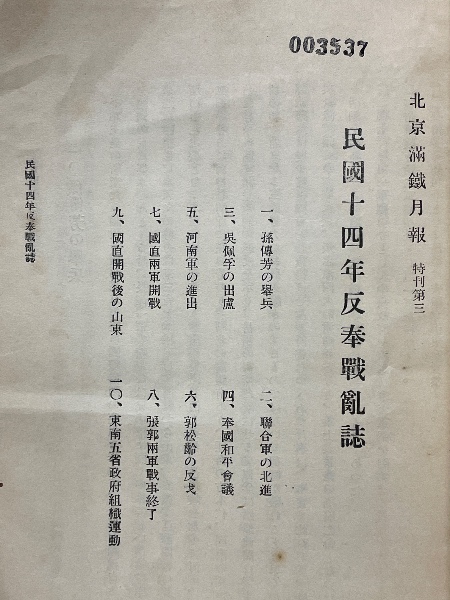 003537
北京滿鐵月報 特刊第三
民國十四年反奉戰亂誌
一、孫傳芳の擧兵
二、聯合軍の北進
三、吳佩孚の出盧
四、奉國和平會議
五、河南軍の進出
六、郭松齡の反戈
七、國直兩軍開戰
八、張郭兩軍戰事終了
九、國直開戰後の山東
一〇、東南五省政府組織運動
民國十四年反奉戰亂誌